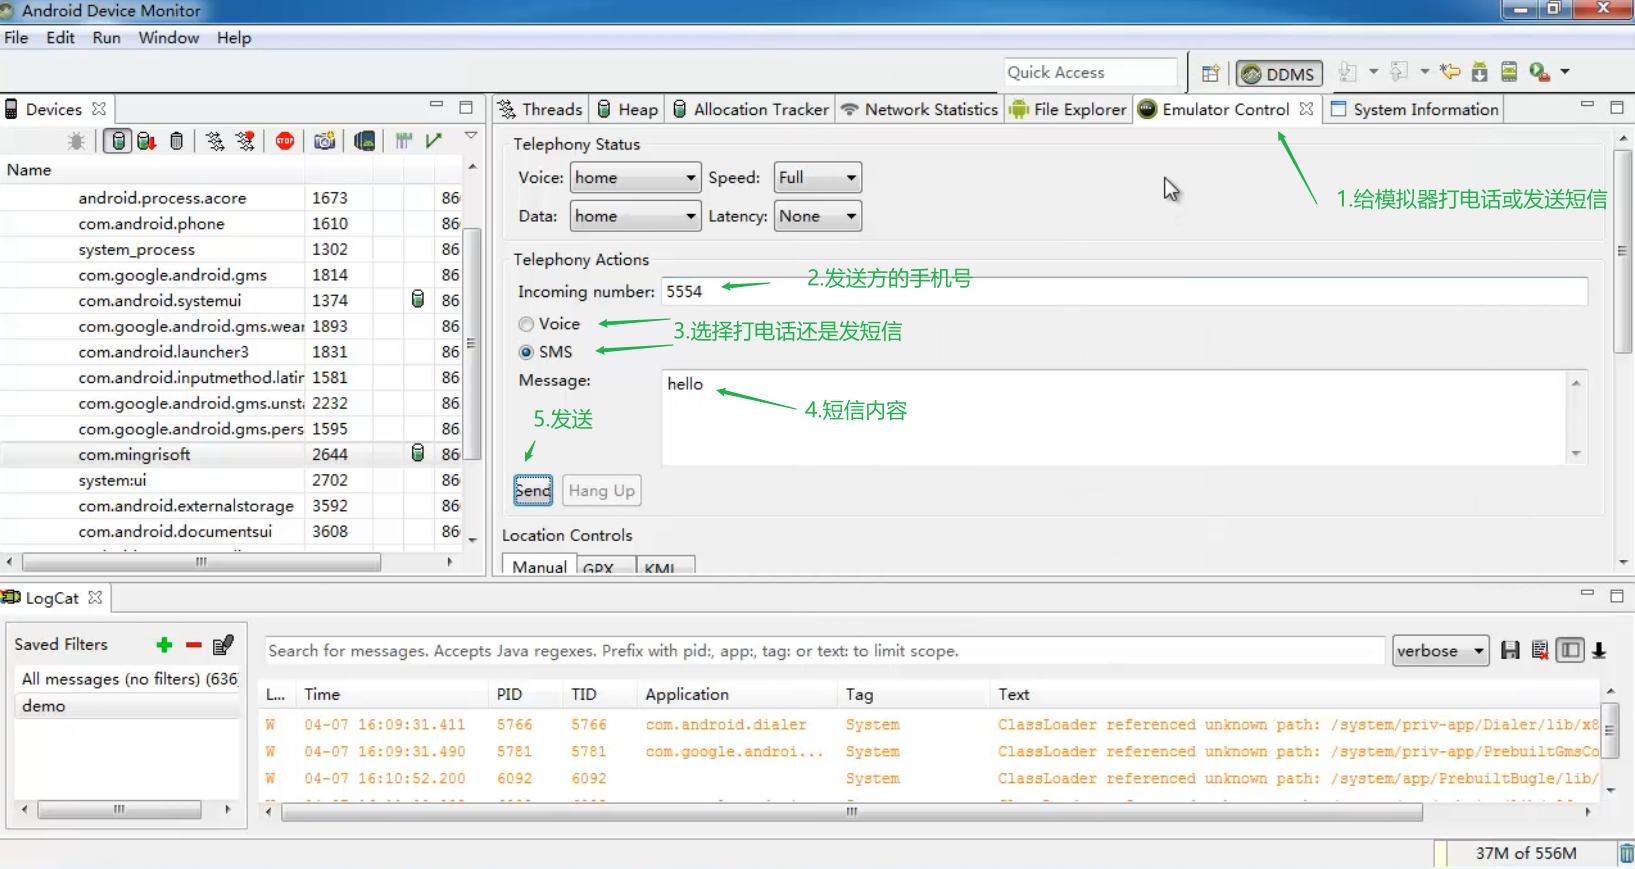 Android Device Monitor
File Edit Run Window Help
Quick Access
DDMS
Devices
Name
android.process.acore 1673 86
com.android.phone 1610 86
system_process 1302 86
com.google.android.gms 1814 86
com.android.systemui 1374 86
com.google.android.gms.wear 1893 86
com.android.launcher3 1831 86
com.android.inputmethod.latir 1581 86
com.google.android.gms.unst 2232 86
com.google.android.gms.pers 1595 86
com.mingrisoft 2644 86
system:ui 2702 86
com.android.externalstorage 3592 86
com.android.documentsui 3608 86
Threads Heap Allocation Tracker Network Statistics File Explorer Emulator Control System Information
Telephony Status
Voice: home Speed: Full
Data: home Latency: None
1.给模拟器打电话或发送短信
Telephony Actions
Incoming number: 5554
2.发送方的手机号
Voice
SMS
3.选择打电话还是发短信
Message: hello
4.短信内容
5.发送
Send Hang Up
Location Controls
Manual GPX KML
LogCat
Saved Filters
All messages (no filters) (636
demo
Search for messages. Accepts Java regexes. Prefix with pid:, app:, tag: or text: to limit scope.
verbose
L... Time PID TID Application Tag Text
W 04-07 16:09:31.411 5766 5766 com.android.dialer System ClassLoader referenced unknown path: /system/priv-app/Dialer/lib/x8
W 04-07 16:09:31.490 5781 5781 com.google.androi... System ClassLoader referenced unknown path: /system/priv-app/PrebuiltGmsCo
W 04-07 16:10:52.200 6092 6092 System ClassLoader referenced unknown path: /system/app/PrebuiltBugle/lib/
37M of 556M